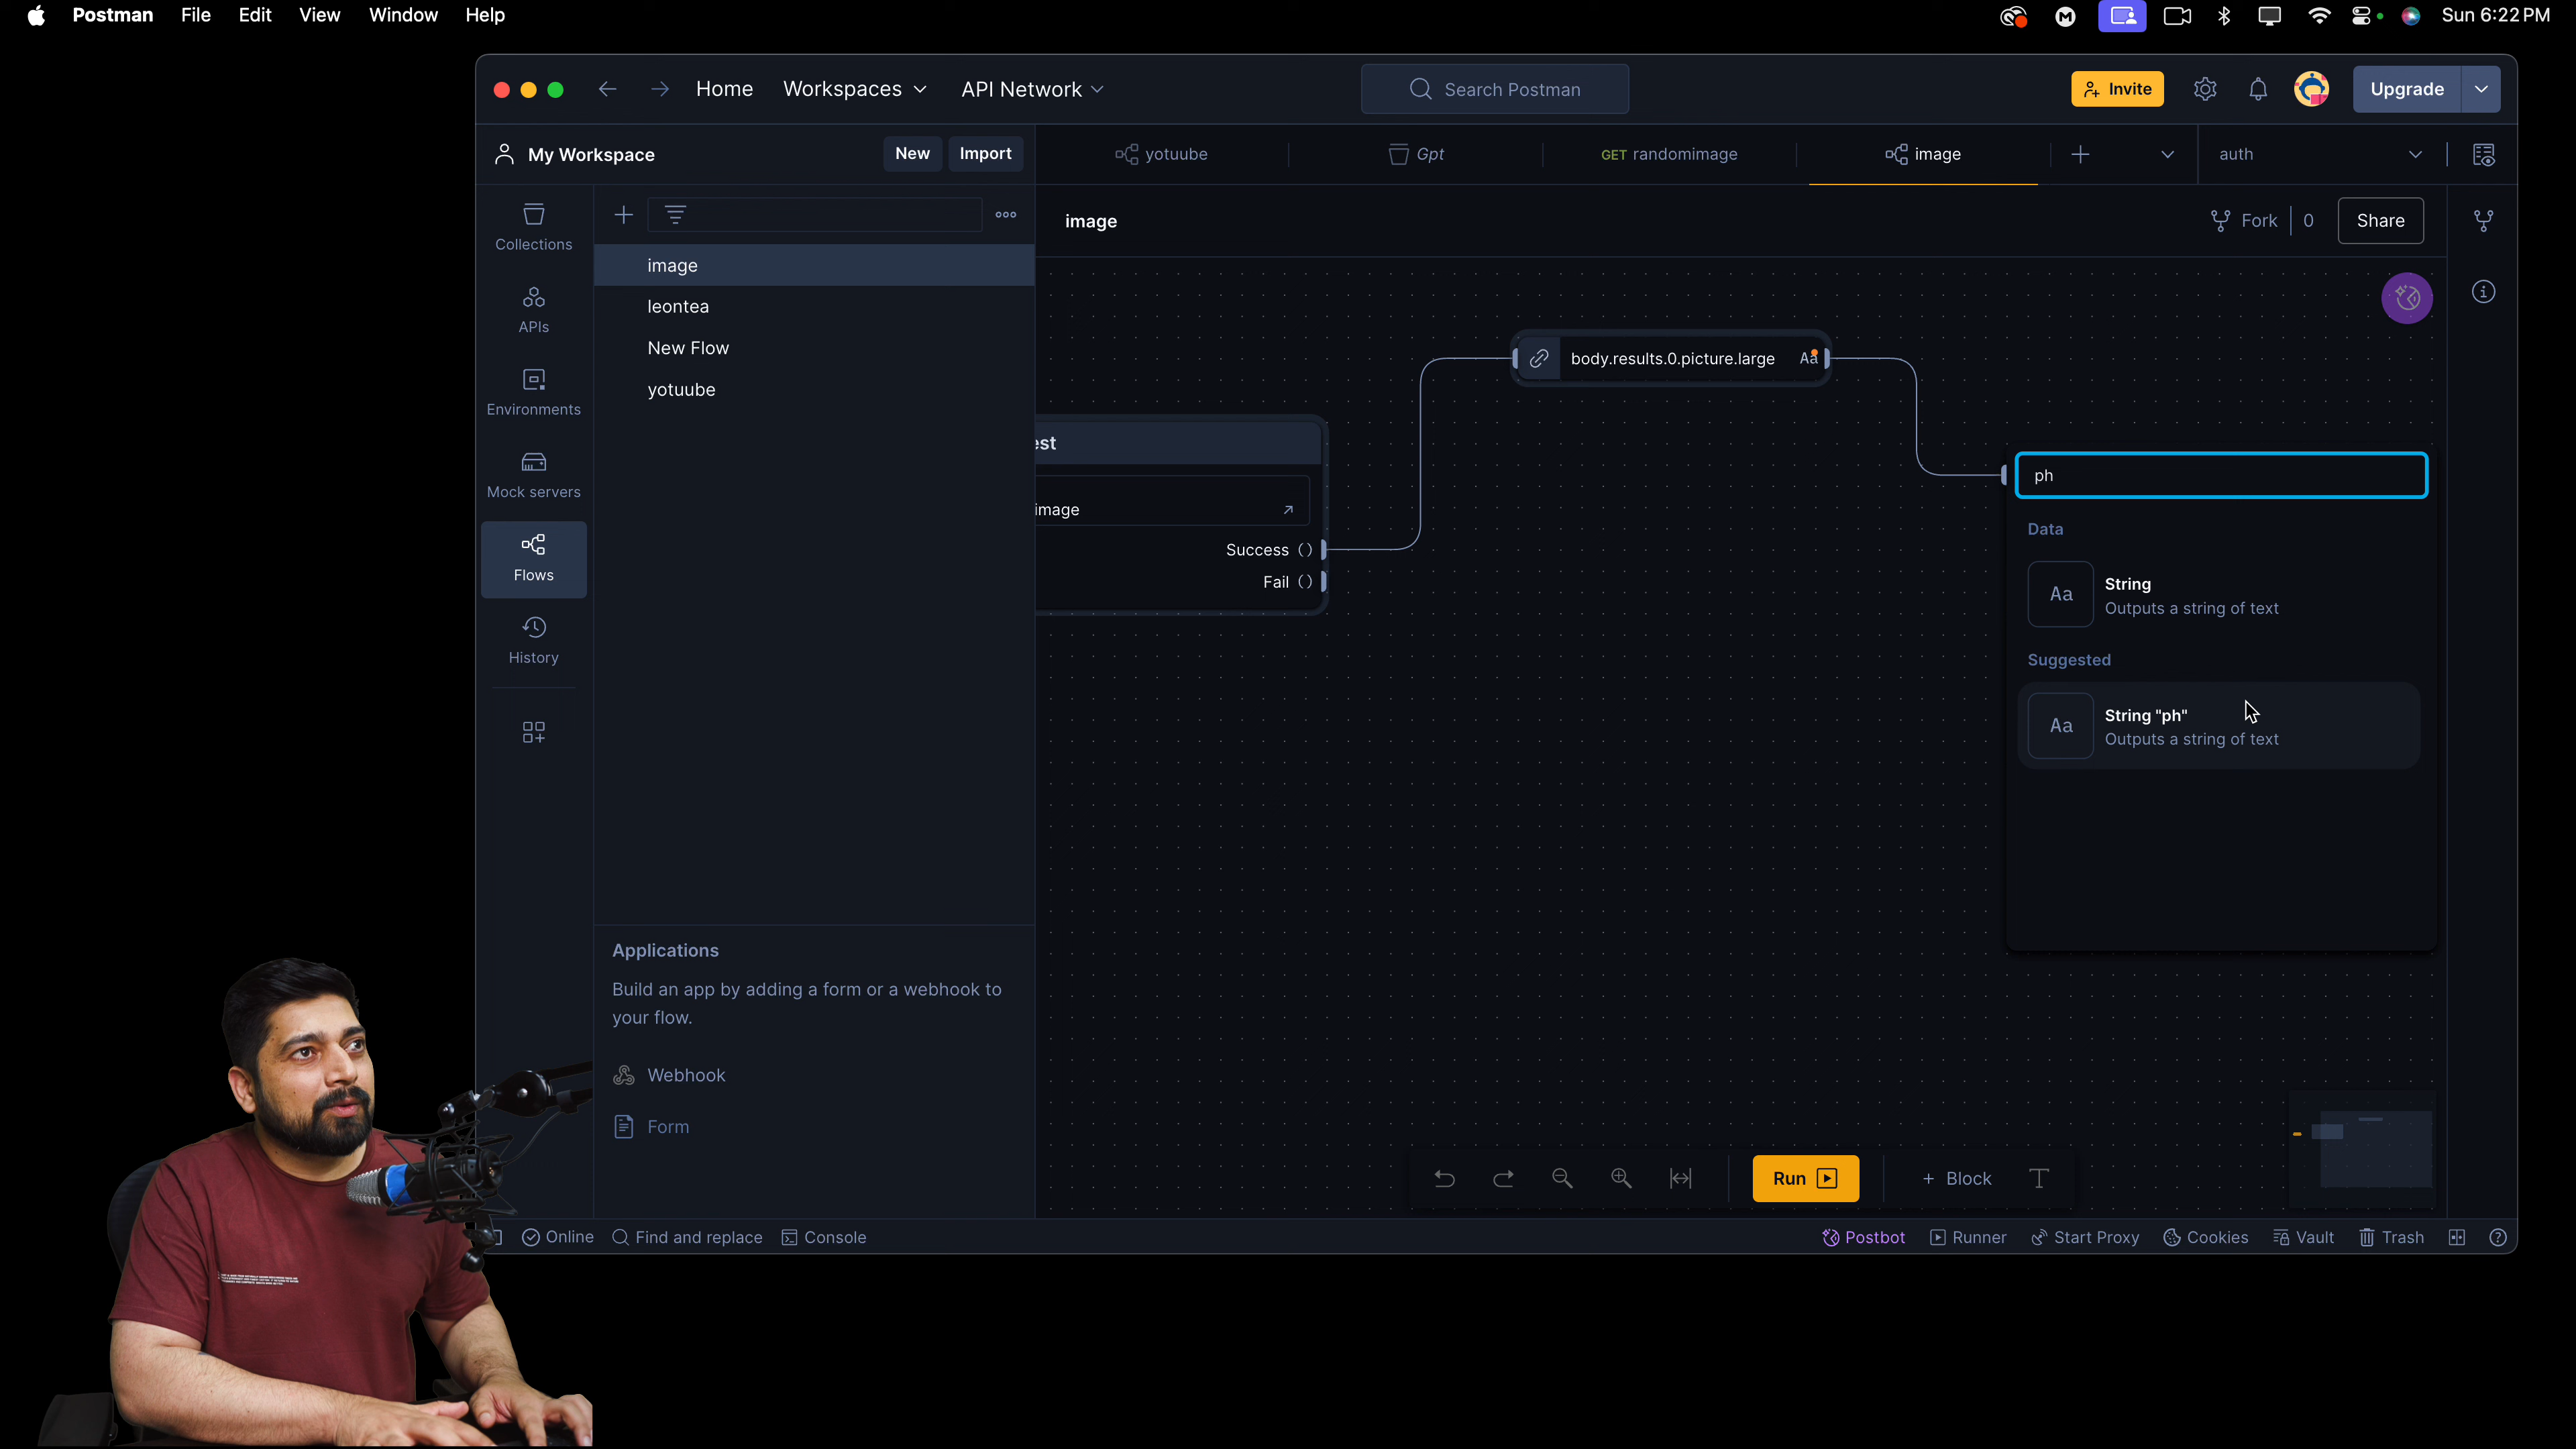 Postman File Edit View Window Help
Sun 6:22 PM
Home Workspaces API Network
Search Postman
Invite
Upgrade
My Workspace
New Import
yotuube
Gpt
GET randomimage
image
auth
Collections
APIs
Environments
Mock servers
Flows
History
image
leontea
New Flow
yotuube
image
Fork 0
Share
body.results.0.picture.large Aa
est
image
Success ()
Fail ()
ph
Data
Aa
String
Outputs a string of text
Suggested
Aa
String "ph"
Outputs a string of text
Applications
Build an app by adding a form or a webhook to
your flow.
Webhook
Form
Run
+ Block T
Online Find and replace Console
Postbot Runner Start Proxy Cookies Vault Trash